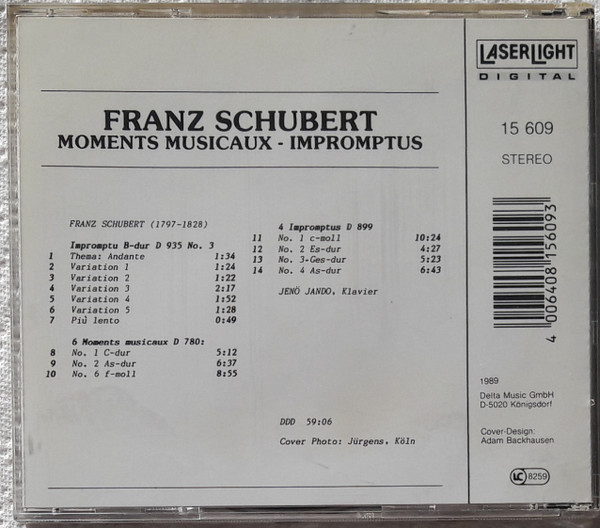 FRANZ SCHUBERT
MOMENTS MUSICAUX - IMPROMPTUS
FRANZ SCHUBERT (1797-1828)
Impromptu B-dur D 935 No. 3
1 Thema: Andante 1:34
2 Variation 1 1:24
3 Variation 2 1:22
4 Variation 3 2:17
5 Variation 4 1:52
6 Variation 5 1:28
7 Più lento 0:49
6 Moments musicaux D 780:
8 No. 1 C-dur 5:12
9 No. 2 As-dur 6:37
10 No. 6 f-moll 8:55
4 Impromptus D 899
11 No. 1 c-moll 10:24
12 No. 2 Es-dur 4:27
13 No. 3-Ges-dur 5:23
14 No. 4 As-dur 6:43
JENÖ JANDO, Klavier
DDD 59:06
Cover Photo: Jürgens, Köln
LASERLIGHT
DIGITAL
15 609
STEREO
4 006408 156093
1989
Delta Music GmbH
D-5020 Königsdorf
Cover-Design:
Adam Backhausen
LC 8259